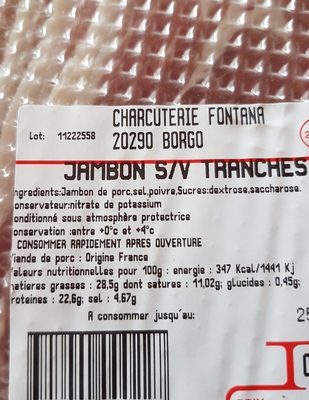 CHARCUTERIE FONTANA
Lot: 11222558 20290 BORGO
JAMBON S/V TRANCHES
ngredients:Jambon de porc,sel,poivre,Sucres:dextrose,saccharose.
onservateur:nitrate de potassium
onditionné sous atmosphère protectrice
onservation :entre +0°c et +4°c
CONSOMMER RAPIDEMENT APRES OUVERTURE
iande de porc : Origine France
aleurs nutritionnelles pour 100g : energie : 347 Kcal/1441 Kj
atieres grasses : 28,5g dont satures : 11,02g; glucides : 0,45g;
roteines : 22,6g; sel : 4,67g
A consommer jusqu'au: